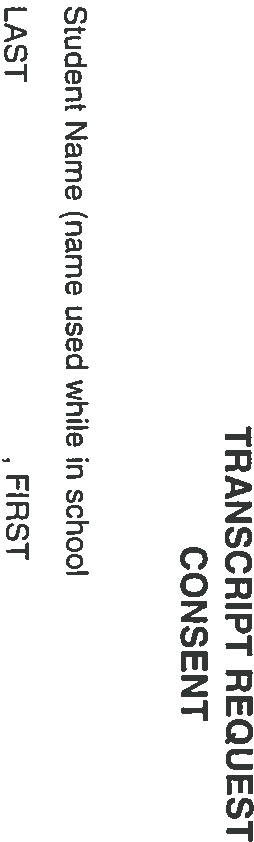 TRANSCRIPT REQUEST
CONSENT
Student Name (name used while in school
LAST , FIRST